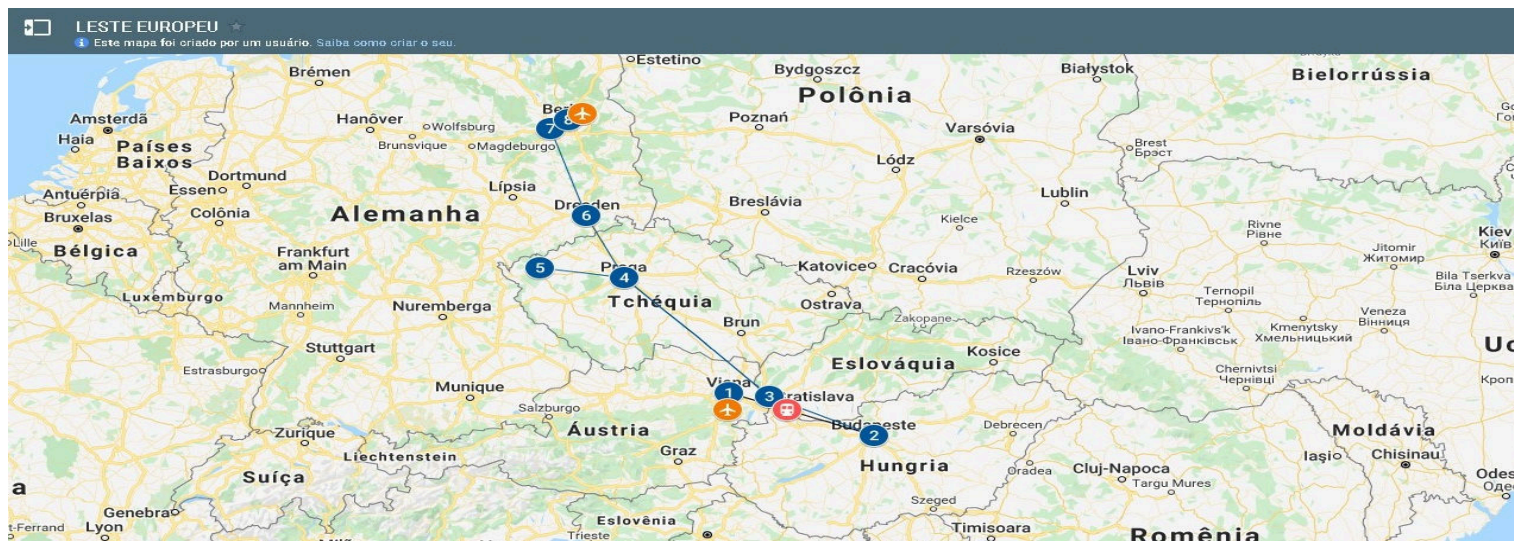 LESTE EUROPEU
Este mapa foi criado por um usuário. Saiba como criar o seu.
Estetino
Bydgoszcz
Białystok
Bielorrússia
Brémen
Polônia
Amsterdã
Hanôver
Wolfsburg
7
8
Poznań
Varsóvia
Haia
Países
Baixos
Brunsvique
Magdeburgo
Brest
Брэст
Łódz
Dortmund
Essen
Lípsia
Lublin
Antuérpia
Colônia
Alemanha
Dresden
6
Breslávia
Kielce
Bruxelas
Rivne
Рівне
Kiev
Київ
Lille
Bélgica
Frankfurt
am Main
5
Praga
4
Katovice
Cracóvia
Rzeszów
Lviv
Львів
Jitomir
Житомир
Bila Tserkva
Біла Церква
Luxemburgo
Mannheim
Nuremberga
Tchéquia
Ostrava
Ternopil
Тернопіль
Brun
Zakopane
Ivano-Frankivs'k
Івано-Франківськ
Kmenytsky
Хмельницький
Veneza
Вінниця
Stuttgart
Estrasburgo
Eslováquia
Kosice
Chernivtsi
Чернівці
Munique
Viena
1
3
Bratislava
Salzburgo
Zurique
Áustria
Budapeste
2
Debrecen
Moldávia
Liechtenstein
Graz
Hungria
Oradea
Cluj-Napoca
Iași
Chisinau
Suíça
Targu Mures
Szeged
Genebra
Eslovênia
Timisoara
Lyon
Trieste
Romênia